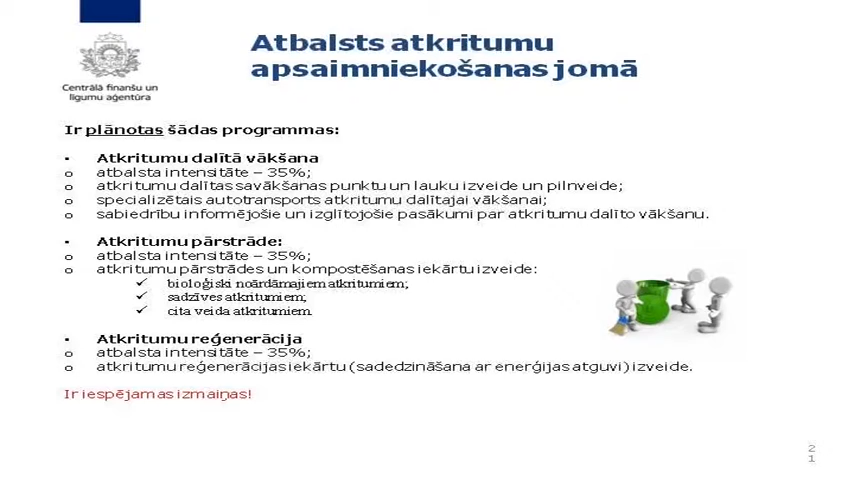 Centrālā finanšu un
līgumu aģentūra
Atbalsts atkritumu
apsaimniekošanas jomā
Ir plānotas šādas programmas:
▪ Atkritumu dalītā vākšana
o atbalsta intensitāte – 35%;
o atkritumu dalītas savākšanas punktu un lauku izveide un pilnveide;
o specializētais autotransports atkritumu dalītajai vākšanai;
o sabiedrību informējošie un izglītojošie pasākumi par atkritumu dalīto vākšanu.
▪ Atkritumu pārstrāde:
o atbalsta intensitāte – 35%;
o atkritumu pārstrādes un kompostēšanas iekārtu izveide:
✓ bioloģiski noārdāmajiem atkritumiem;
✓ sadzīves atkritumiem;
✓ cita veida atkritumiem.
▪ Atkritumu reģenerācija
o atbalsta intensitāte – 35%;
o atkritumu reģenerācijas iekārtu (sadedzināšana ar enerģijas atguvi) izveide.
Ir iespējamas izmaiņas!
2
1